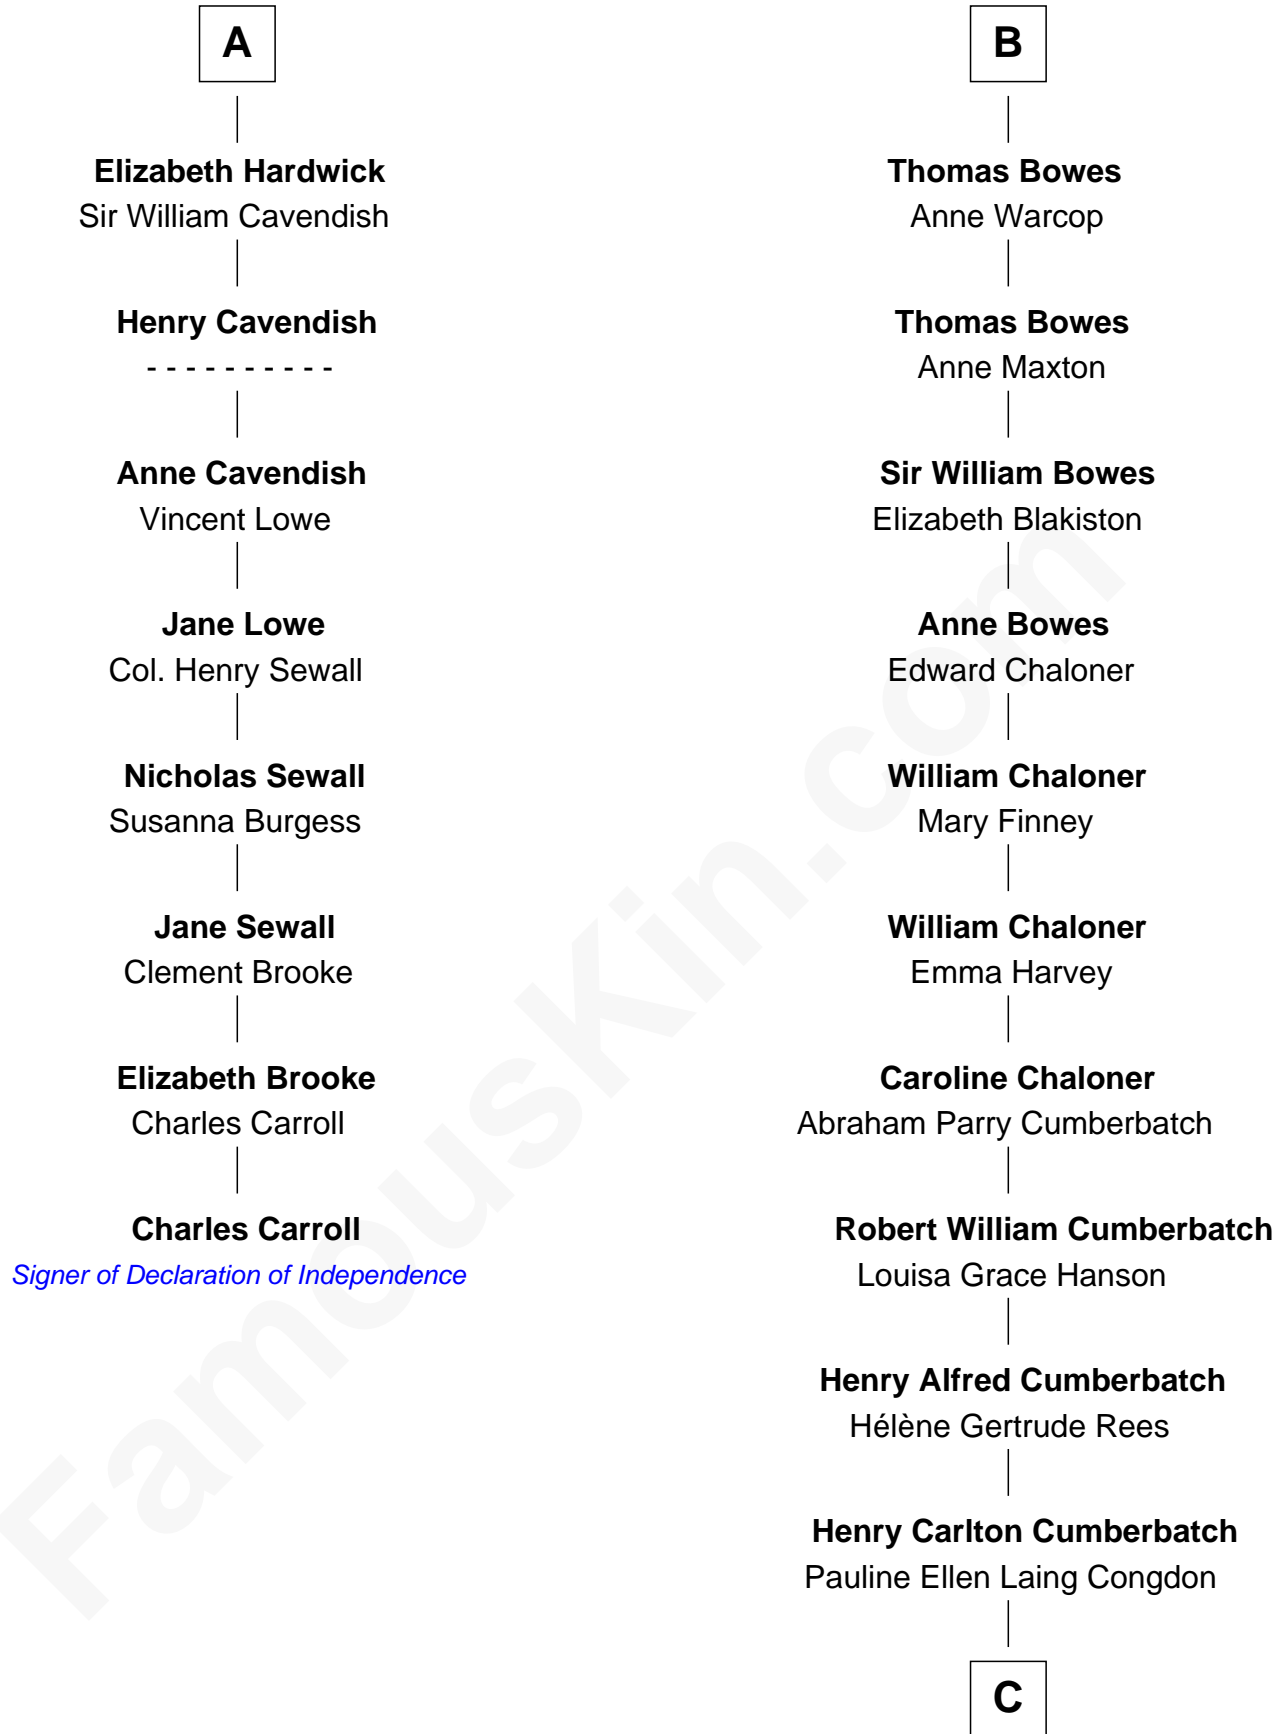 A
Elizabeth Hardwick
Sir William Cavendish
Henry Cavendish
- - - - - - - - - -
Anne Cavendish
Vincent Lowe
Jane Lowe
Col. Henry Sewall
Nicholas Sewall
Susanna Burgess
Jane Sewall
Clement Brooke
Elizabeth Brooke
Charles Carroll
Charles Carroll
Signer of Declaration of Independence
B
Thomas Bowes
Anne Warcop
Thomas Bowes
Anne Maxton
Sir William Bowes
Elizabeth Blakiston
Anne Bowes
Edward Chaloner
William Chaloner
Mary Finney
William Chaloner
Emma Harvey
Caroline Chaloner
Abraham Parry Cumberbatch
Robert William Cumberbatch
Louisa Grace Hanson
Henry Alfred Cumberbatch
Hélène Gertrude Rees
Henry Carlton Cumberbatch
Pauline Ellen Laing Congdon
C
FamousKin.com